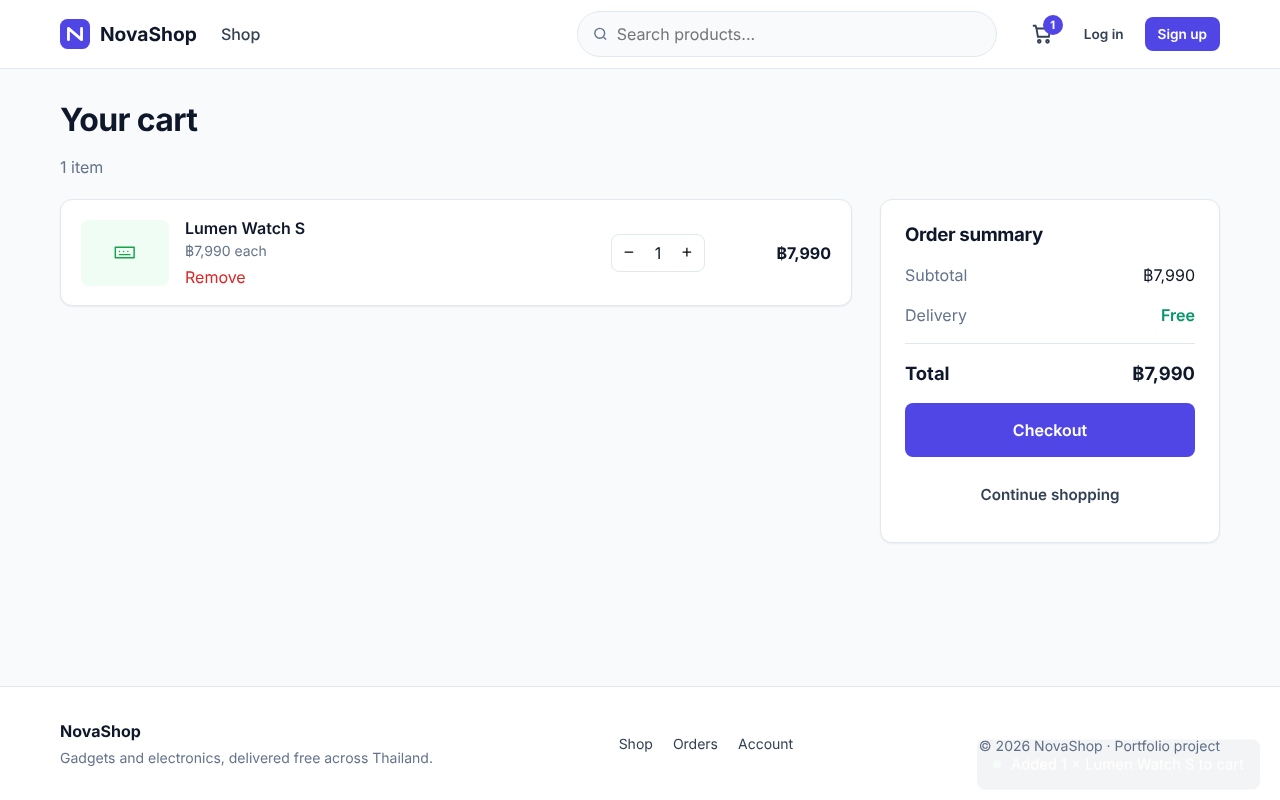 NovaShop
Shop
Search products...
1
Log in
Sign up
Your cart
1 item
Lumen Watch S
฿7,990 each
Remove
− 1 +
฿7,990
Order summary
Subtotal ฿7,990
Delivery Free
Total ฿7,990
Checkout
Continue shopping
NovaShop
Gadgets and electronics, delivered free across Thailand.
Shop Orders Account
© 2026 NovaShop · Portfolio project
Added 1 × Lumen Watch S to cart